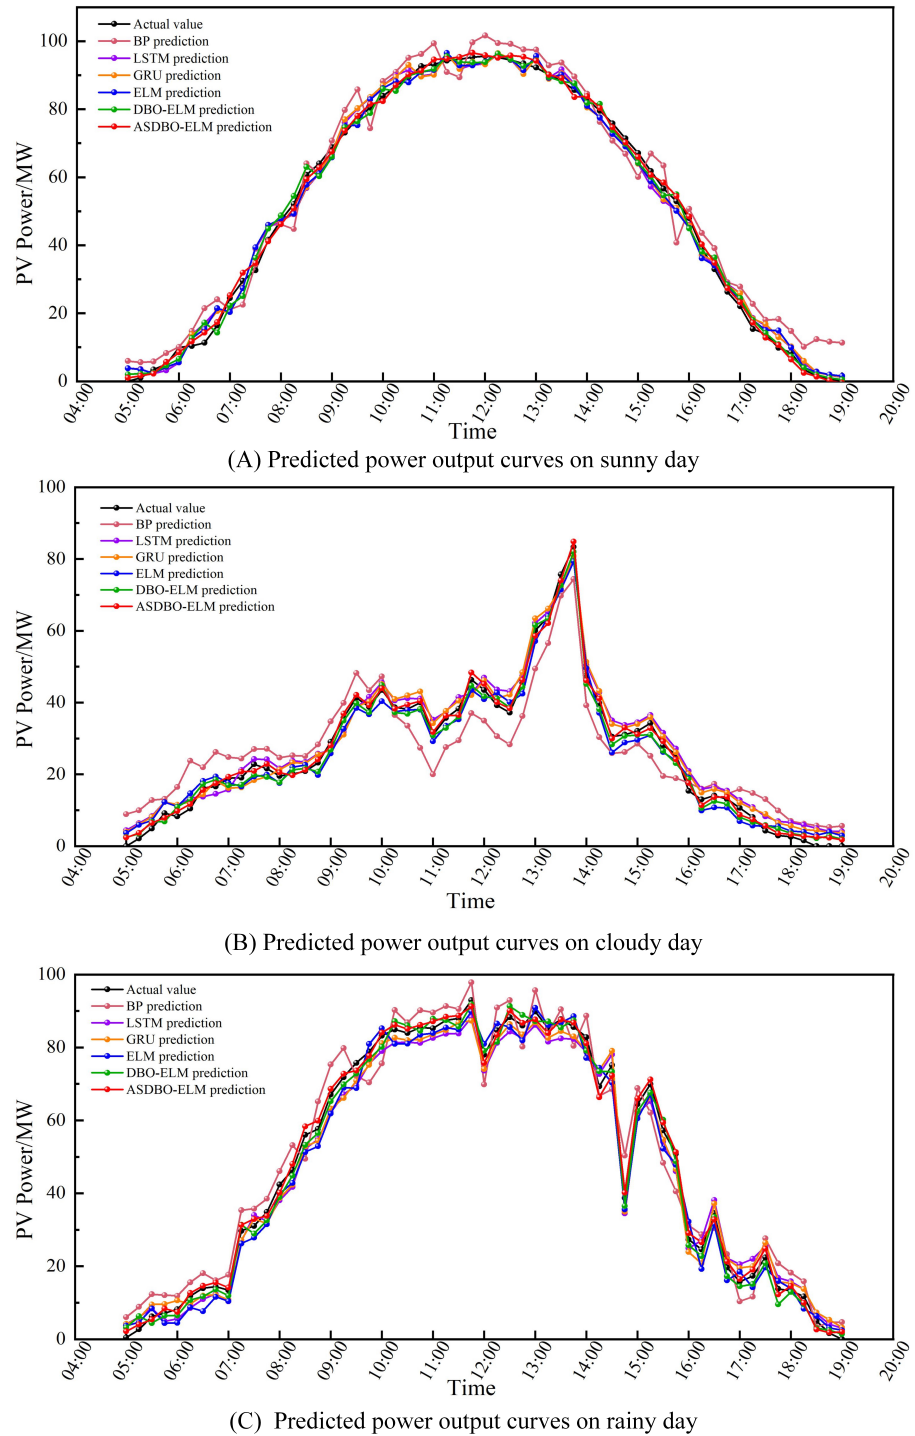 Actual value
BP prediction
LSTM prediction
GRU prediction
ELM prediction
DBO-ELM prediction
ASDBO-ELM prediction
PV Power/MW
100
80
60
40
20
0
04:00 05:00 06:00 07:00 08:00 09:00 10:00 11:00 12:00 13:00 14:00 15:00 16:00 17:00 18:00 19:00 20:00
Time
(A) Predicted power output curves on sunny day
Actual value
BP prediction
LSTM prediction
GRU prediction
ELM prediction
DBO-ELM prediction
ASDBO-ELM prediction
PV Power/MW
100
80
60
40
20
0
04:00 05:00 06:00 07:00 08:00 09:00 10:00 11:00 12:00 13:00 14:00 15:00 16:00 17:00 18:00 19:00 20:00
Time
(B) Predicted power output curves on cloudy day
Actual value
BP prediction
LSTM prediction
GRU prediction
ELM prediction
DBO-ELM prediction
ASDBO-ELM prediction
PV Power/MW
100
80
60
40
20
0
04:00 05:00 06:00 07:00 08:00 09:00 10:00 11:00 12:00 13:00 14:00 15:00 16:00 17:00 18:00 19:00 20:00
Time
(C) Predicted power output curves on rainy day